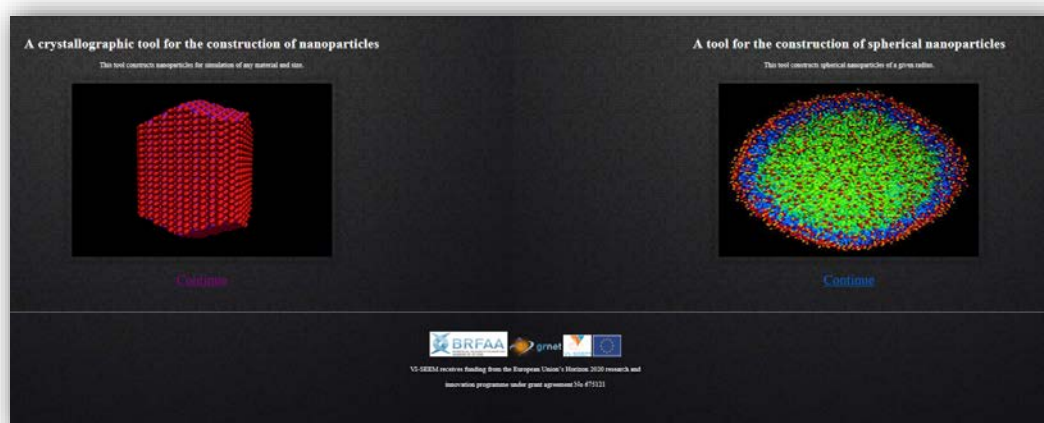 A crystallographic tool for the construction of nanoparticles
This tool constructs nanoparticles for simulation of any material and size.
Continue
A tool for the construction of spherical nanoparticles
This tool constructs spherical nanoparticles of a given radius.
Continue
BRFAA
grnet
VI-SEEM receives funding from the European Union's Horizon 2020 research and
innovation programme under grant agreement No 675121